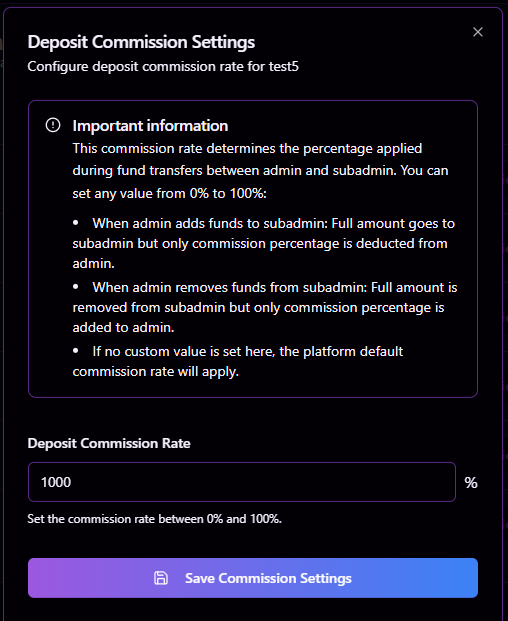 Deposit Commission Settings
Configure deposit commission rate for test5
Important information
This commission rate determines the percentage applied
during fund transfers between admin and subadmin. You can
set any value from 0% to 100%:
• When admin adds funds to subadmin: Full amount goes to
subadmin but only commission percentage is deducted from
admin.
• When admin removes funds from subadmin: Full amount is
removed from subadmin but only commission percentage is
added to admin.
• If no custom value is set here, the platform default
commission rate will apply.
Deposit Commission Rate
1000 %
Set the commission rate between 0% and 100%.
Save Commission Settings